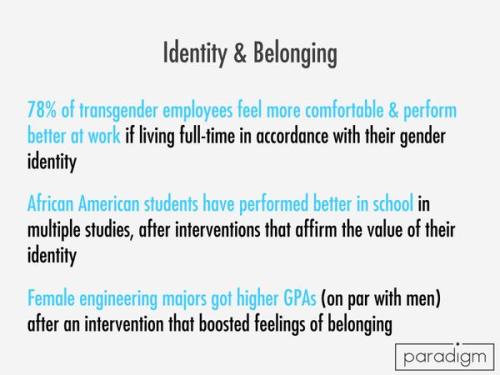 Identity & Belonging
78% of transgender employees feel more comfortable & perform
better at work if living full-time in accordance with their gender
identity
African American students have performed better in school in
multiple studies, after interventions that affirm the value of their
identity
Female engineering majors got higher GPAs (on par with men)
after an intervention that boosted feelings of belonging
paradigm